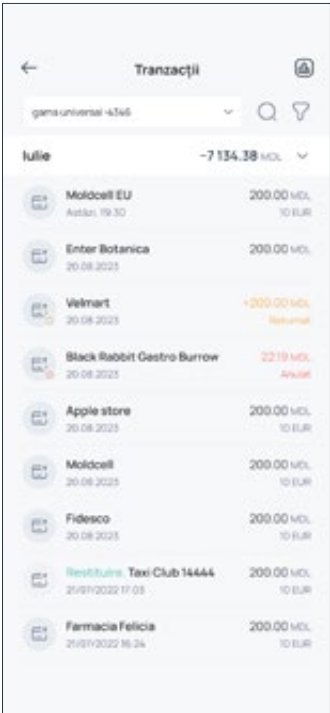 Tranzacții
gama universal -4346
Iulie
-7 134.38 MDL
Moldcell EU
200.00 MDL
Astăzi, 19:30
10 EUR
Enter Botanica
200.00 MDL
20.08.2023
Velmart
+200.00 MDL
20.08.2023
Returnat
Black Rabbit Gastro Burrow
22.19 MDL
20.08.2023
Anulat
Apple store
200.00 MDL
20.08.2023
10 EUR
Moldcell
200.00 MDL
20.08.2023
10 EUR
Fidesco
200.00 MDL
20.08.2023
10 EUR
Restituire. Taxi Club 14444
200.00 MDL
21/07/2022 17:03
10 EUR
Farmacia Felicia
200.00 MDL
21/07/2022 16:24
10 EUR